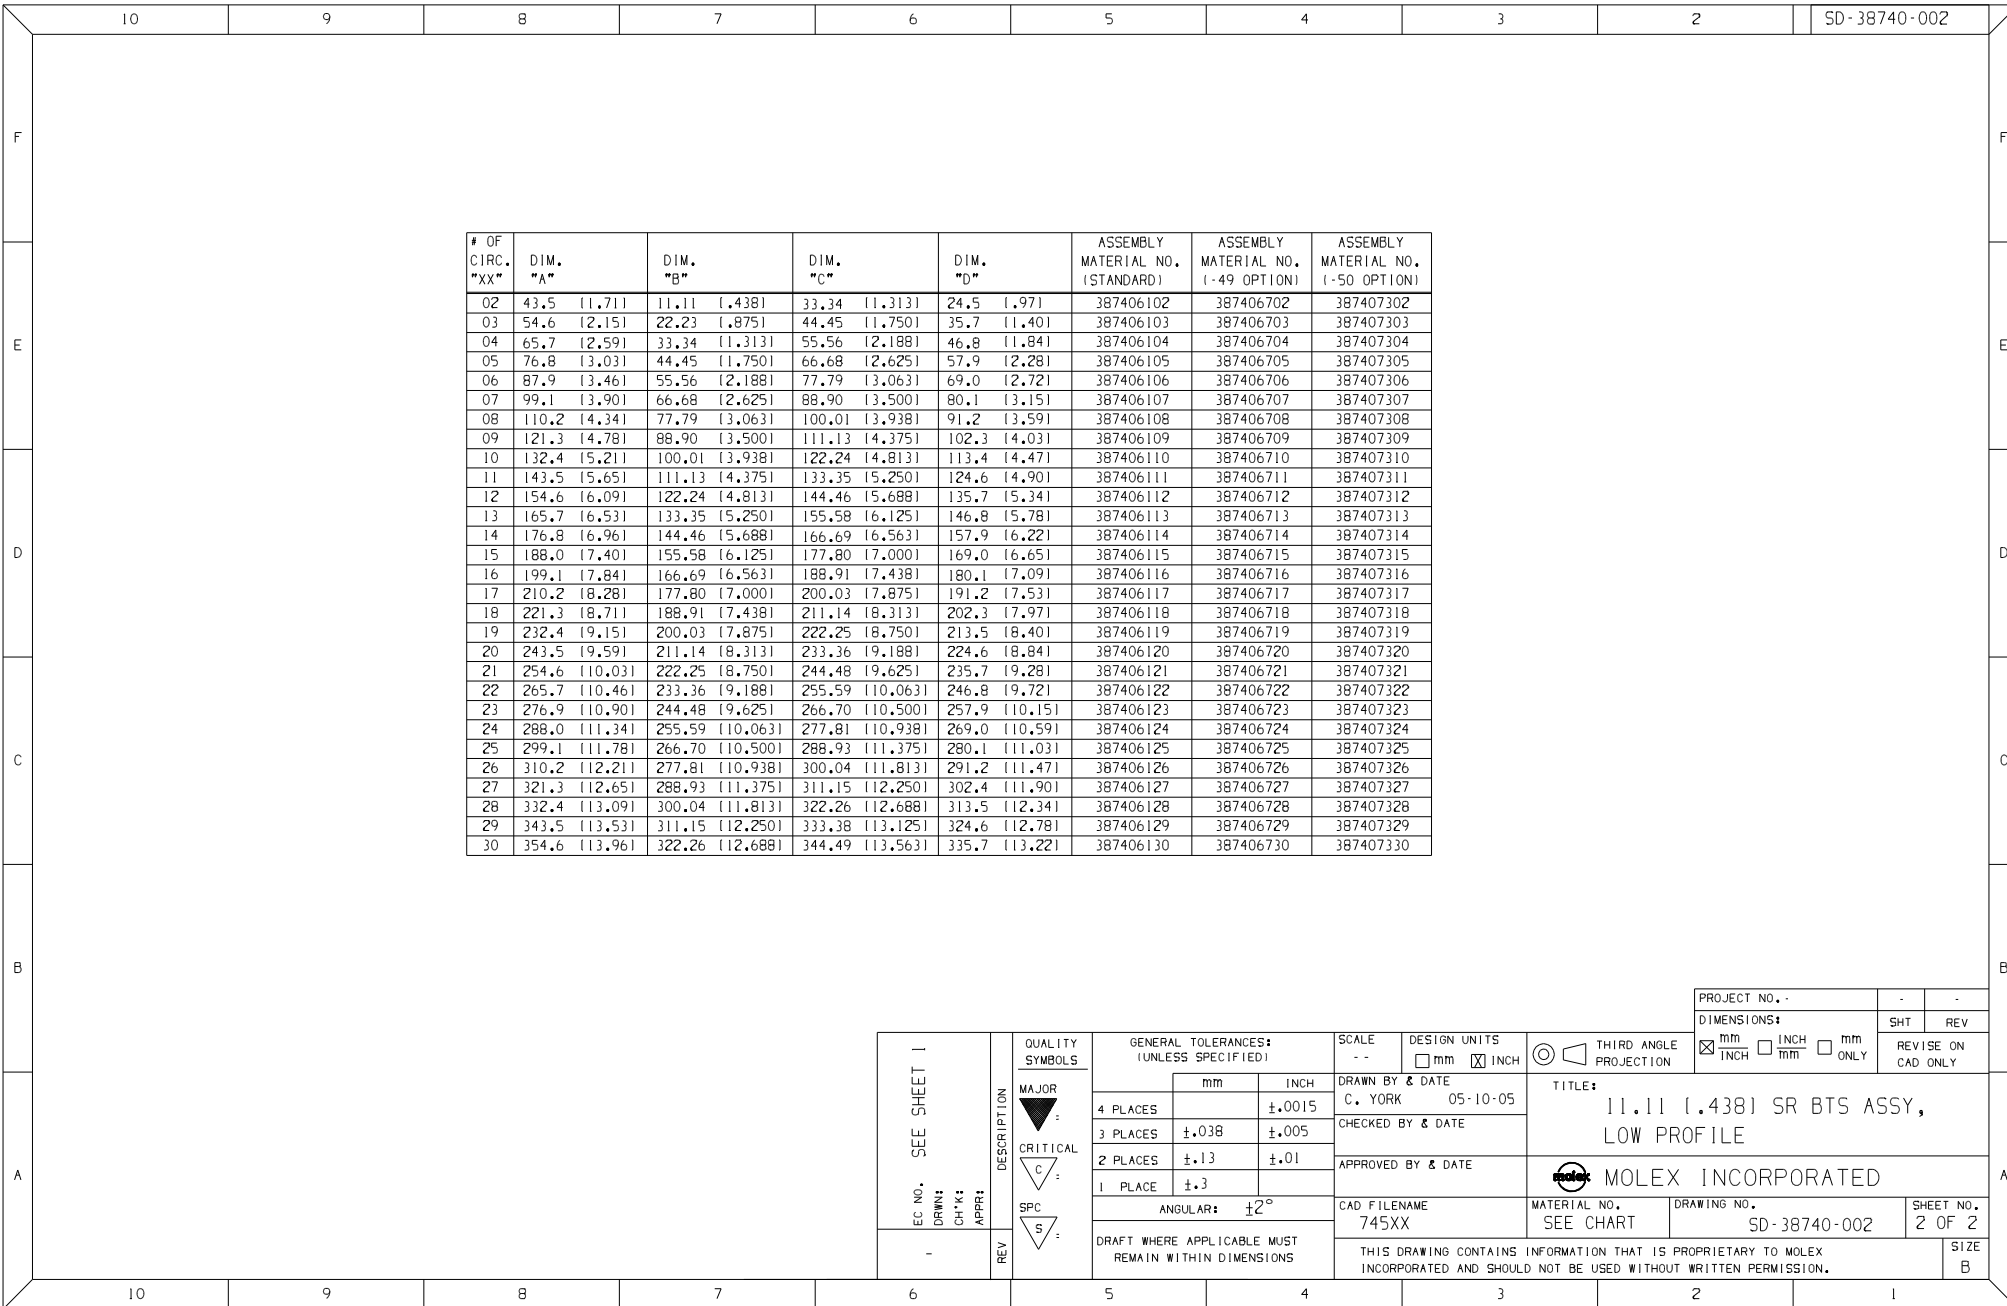 10 9 8 7 6 5 4 3 2 SD-38740-002
F F
E E
D D
C C
B B
A A
# OF CIRC. "XX" DIM. "A" DIM. "B" DIM. "C" DIM. "D" ASSEMBLY MATERIAL NO. (STANDARD) ASSEMBLY MATERIAL NO. (-49 OPTION) ASSEMBLY MATERIAL NO. (-50 OPTION)
02 43.5 [1.71] 11.11 [.438] 33.34 [1.313] 24.5 [.97] 387406102 387406702 387407302
03 54.6 [2.15] 22.23 [.875] 44.45 [1.750] 35.7 [1.40] 387406103 387406703 387407303
04 65.7 [2.59] 33.34 [1.313] 55.56 [2.188] 46.8 [1.84] 387406104 387406704 387407304
05 76.8 [3.03] 44.45 [1.750] 66.68 [2.625] 57.9 [2.28] 387406105 387406705 387407305
06 87.9 [3.46] 55.56 [2.188] 77.79 [3.063] 69.0 [2.72] 387406106 387406706 387407306
07 99.1 [3.90] 66.68 [2.625] 88.90 [3.500] 80.1 [3.15] 387406107 387406707 387407307
08 110.2 [4.34] 77.79 [3.063] 100.01 [3.938] 91.2 [3.59] 387406108 387406708 387407308
09 121.3 [4.78] 88.90 [3.500] 111.13 [4.375] 102.3 [4.03] 387406109 387406709 387407309
10 132.4 [5.21] 100.01 [3.938] 122.24 [4.813] 113.4 [4.47] 387406110 387406710 387407310
11 143.5 [5.65] 111.13 [4.375] 133.35 [5.250] 124.6 [4.90] 387406111 387406711 387407311
12 154.6 [6.09] 122.24 [4.813] 144.46 [5.688] 135.7 [5.34] 387406112 387406712 387407312
13 165.7 [6.53] 133.35 [5.250] 155.58 [6.125] 146.8 [5.78] 387406113 387406713 387407313
14 176.8 [6.96] 144.46 [5.688] 166.69 [6.563] 157.9 [6.22] 387406114 387406714 387407314
15 188.0 [7.40] 155.58 [6.125] 177.80 [7.000] 169.0 [6.65] 387406115 387406715 387407315
16 199.1 [7.84] 166.69 [6.563] 188.91 [7.438] 180.1 [7.09] 387406116 387406716 387407316
17 210.2 [8.28] 177.80 [7.000] 200.03 [7.875] 191.2 [7.53] 387406117 387406717 387407317
18 221.3 [8.71] 188.91 [7.438] 211.14 [8.313] 202.3 [7.97] 387406118 387406718 387407318
19 232.4 [9.15] 200.03 [7.875] 222.25 [8.750] 213.5 [8.40] 387406119 387406719 387407319
20 243.5 [9.59] 211.14 [8.313] 233.36 [9.188] 224.6 [8.84] 387406120 387406720 387407320
21 254.6 [10.03] 222.25 [8.750] 244.48 [9.625] 235.7 [9.28] 387406121 387406721 387407321
22 265.7 [10.46] 233.36 [9.188] 255.59 [10.063] 246.8 [9.72] 387406122 387406722 387407322
23 276.9 [10.90] 244.48 [9.625] 266.70 [10.500] 257.9 [10.15] 387406123 387406723 387407323
24 288.0 [11.34] 255.59 [10.063] 277.81 [10.938] 269.0 [10.59] 387406124 387406724 387407324
25 299.1 [11.78] 266.70 [10.500] 288.93 [11.375] 280.1 [11.03] 387406125 387406725 387407325
26 310.2 [12.21] 277.81 [10.938] 300.04 [11.813] 291.2 [11.47] 387406126 387406726 387407326
27 321.3 [12.65] 288.93 [11.375] 311.15 [12.250] 302.4 [11.90] 387406127 387406727 387407327
28 332.4 [13.09] 300.04 [11.813] 322.26 [12.688] 313.5 [12.34] 387406128 387406728 387407328
29 343.5 [13.53] 311.15 [12.250] 333.38 [13.125] 324.6 [12.78] 387406129 387406729 387407329
30 354.6 [13.96] 322.26 [12.688] 344.49 [13.563] 335.7 [13.22] 387406130 387406730 387407330
PROJECT NO. - - -
DIMENSIONS: SHT REV
mm/INCH INCH/mm mm ONLY
REVISE ON CAD ONLY
EC NO. SEE SHEET 1
DRWN:
CH'K:
APPR:
DESCRIPTION
-
REV
QUALITY SYMBOLS
MAJOR
=
CRITICAL
C =
SPC
S =
GENERAL TOLERANCES:
(UNLESS SPECIFIED)
mm INCH
4 PLACES ±.0015
3 PLACES ±.038 ±.005
2 PLACES ±.13 ±.01
1 PLACE ±.3
ANGULAR: ±2°
DRAFT WHERE APPLICABLE MUST
REMAIN WITHIN DIMENSIONS
SCALE
--
DESIGN UNITS
mm X INCH
THIRD ANGLE
PROJECTION
DRAWN BY & DATE
C. YORK 05-10-05
CHECKED BY & DATE
APPROVED BY & DATE
TITLE:
11.11 [.438] SR BTS ASSY,
LOW PROFILE
molex MOLEX INCORPORATED
CAD FILENAME
745XX
MATERIAL NO.
SEE CHART
DRAWING NO.
SD-38740-002
SHEET NO.
2 OF 2
THIS DRAWING CONTAINS INFORMATION THAT IS PROPRIETARY TO MOLEX
INCORPORATED AND SHOULD NOT BE USED WITHOUT WRITTEN PERMISSION.
SIZE
B
10 9 8 7 6 5 4 3 2 1